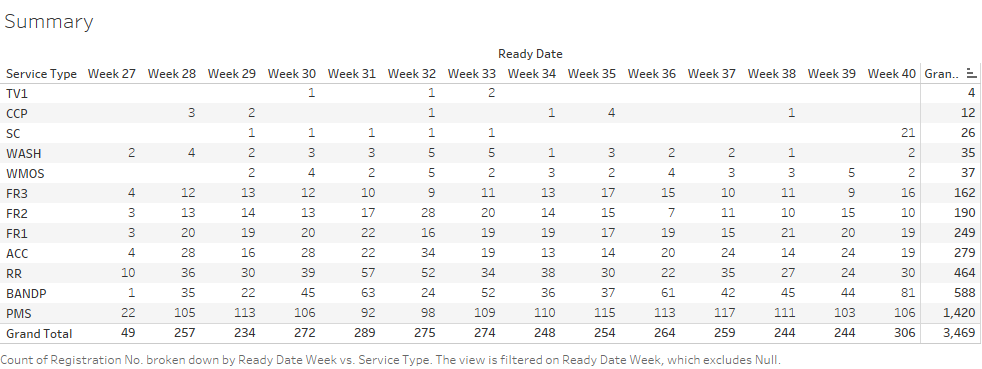 Summary
Ready Date
Service Type Week 27 Week 28 Week 29 Week 30 Week 31 Week 32 Week 33 Week 34 Week 35 Week 36 Week 37 Week 38 Week 39 Week 40 Gran..
TV1 1 1 2 4
CCP 3 2 1 1 4 1 12
SC 1 1 1 1 1 21 26
WASH 2 4 2 3 3 5 5 1 3 2 2 1 2 35
WMOS 2 4 2 5 2 3 2 4 3 3 5 2 37
FR3 4 12 13 12 10 9 11 13 17 15 10 11 9 16 162
FR2 3 13 14 13 17 28 20 14 15 7 11 10 15 10 190
FR1 3 20 19 20 22 16 19 19 17 19 15 21 20 19 249
ACC 4 28 16 28 22 34 19 13 14 20 24 14 24 19 279
RR 10 36 30 39 57 52 34 38 30 22 35 27 24 30 464
BANDP 1 35 22 45 63 24 52 36 37 61 42 45 44 81 588
PMS 22 105 113 106 92 98 109 110 115 113 117 111 103 106 1,420
Grand Total 49 257 234 272 289 275 274 248 254 264 259 244 244 306 3,469
Count of Registration No. broken down by Ready Date Week vs. Service Type. The view is filtered on Ready Date Week, which excludes Null.